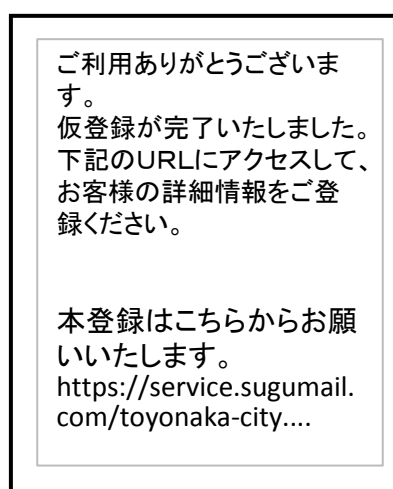 ご利用ありがとうございま
す。
仮登録が完了いたしました。
下記のURLにアクセスして、
お客様の詳細情報をご登
録ください。
本登録はこちらからお願
いいたします。
https://service.sugumail.
com/toyonaka-city....